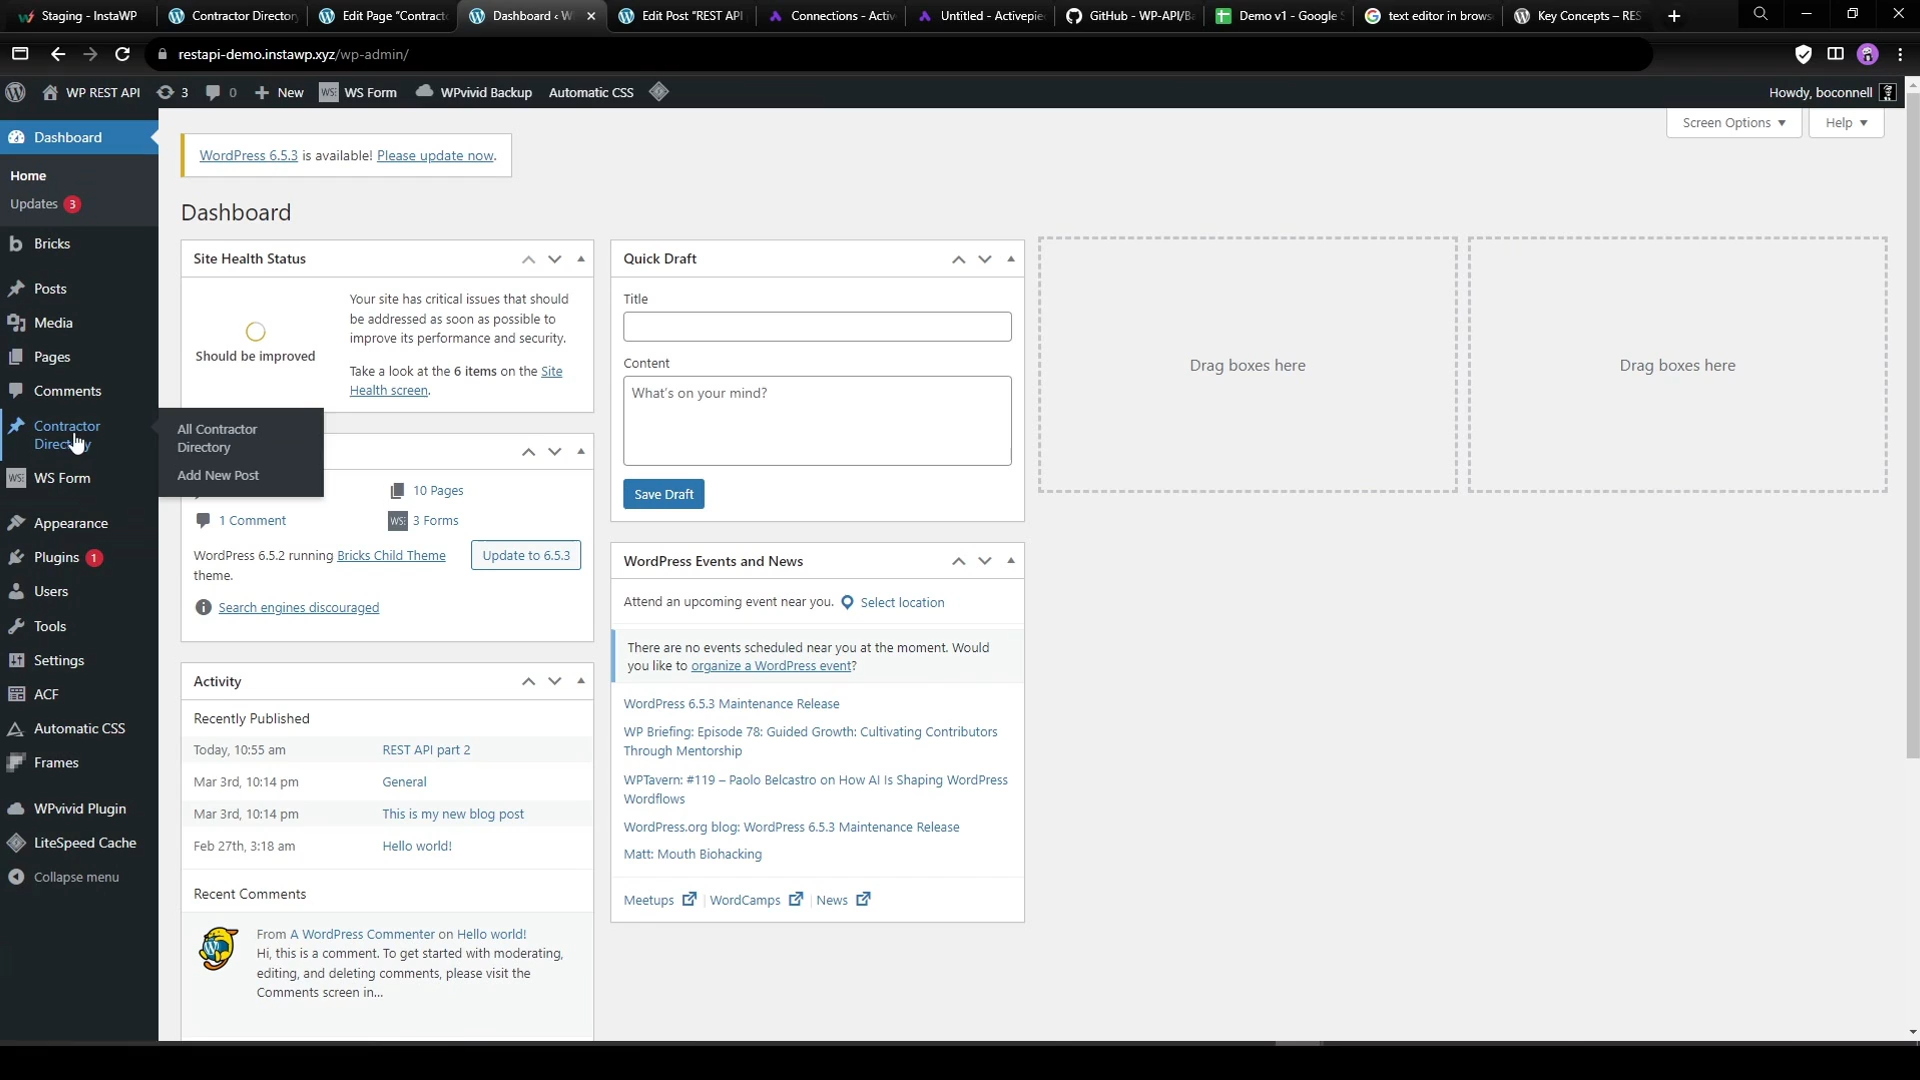 Staging - InstaWP
Contractor Director
Edit Page "Contract
Dashboard ‹ W
Edit Post "REST API
Connections - Activ
Untitled - Activepie
GitHub - WP-API/Ba
Demo v1 - Google
text editor in brows
Key Concepts – RES
restapi-demo.instawp.xyz/wp-admin/
WP REST API
3
0
New
WS Form
WPvivid Backup
Automatic CSS
Howdy, boconnell
Screen Options
Help
Dashboard
Home
Updates 3
Bricks
Posts
Media
Pages
Comments
Contractor
Directory
WS Form
Appearance
Plugins 1
Users
Tools
Settings
ACF
Automatic CSS
Frames
WPvivid Plugin
LiteSpeed Cache
Collapse menu
All Contractor
Directory
Add New Post
WordPress 6.5.3 is available! Please update now.
Dashboard
Site Health Status
Should be improved
Your site has critical issues that should
be addressed as soon as possible to
improve its performance and security.
Take a look at the 6 items on the Site
Health screen.
10 Pages
1 Comment
WS: 3 Forms
WordPress 6.5.2 running Bricks Child Theme
theme.
Update to 6.5.3
Search engines discouraged
Activity
Recently Published
Today, 10:55 am REST API part 2
Mar 3rd, 10:14 pm General
Mar 3rd, 10:14 pm This is my new blog post
Feb 27th, 3:18 am Hello world!
Recent Comments
From A WordPress Commenter on Hello world!
Hi, this is a comment. To get started with moderating,
editing, and deleting comments, please visit the
Comments screen in...
Quick Draft
Title
Content
What's on your mind?
Save Draft
WordPress Events and News
Attend an upcoming event near you. Select location
There are no events scheduled near you at the moment. Would
you like to organize a WordPress event?
WordPress 6.5.3 Maintenance Release
WP Briefing: Episode 78: Guided Growth: Cultivating Contributors
Through Mentorship
WPTavern: #119 – Paolo Belcastro on How AI Is Shaping WordPress
Wordflows
WordPress.org blog: WordPress 6.5.3 Maintenance Release
Matt: Mouth Biohacking
Meetups | WordCamps | News
Drag boxes here
Drag boxes here